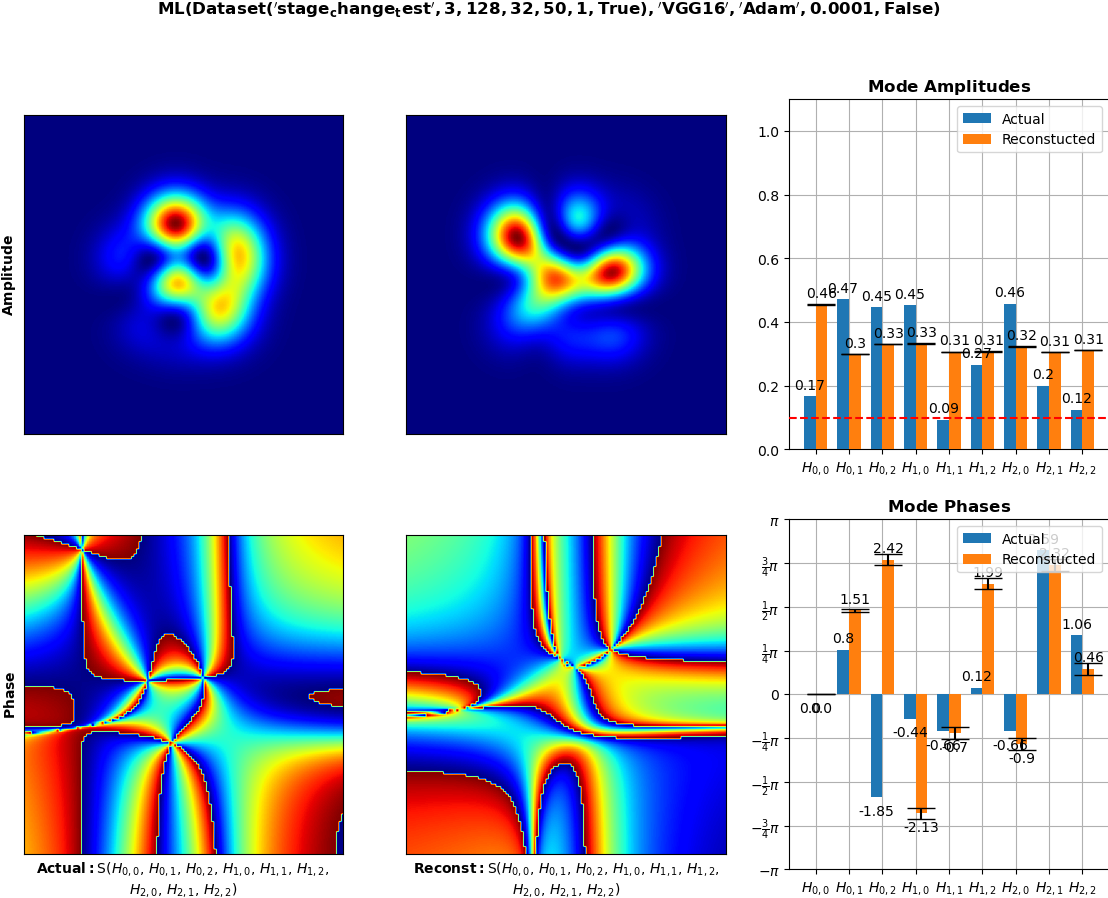 ML(Dataset('stage_change_test', 3, 128, 32, 50, 1, True), 'VGG16', 'Adam', 0.0001, False)
Mode Amplitudes
Actual
Reconstucted
1.0
0.8
0.6
0.4
0.2
0.0
0.17
0.46
0.47
0.3
0.45
0.33
0.45
0.33
0.09
0.31
0.27
0.31
0.46
0.32
0.2
0.31
0.12
0.31
H0,0 H0,1 H0,2 H1,0 H1,1 H1,2 H2,0 H2,1 H2,2
Amplitude
Mode Phases
Actual
Reconstucted
π
3/4π
1/2π
1/4π
0
−1/4π
−1/2π
−3/4π
−π
0.0
0.0
0.8
1.51
-1.85
2.42
-0.44
-2.13
-0.7
0.12
1.99
-0.66
-0.9
1.06
0.46
H0,0 H0,1 H0,2 H1,0 H1,1 H1,2 H2,0 H2,1 H2,2
Phase
Actual: S(H0,0, H0,1, H0,2, H1,0, H1,1, H1,2,
H2,0, H2,1, H2,2)
Reconst: S(H0,0, H0,1, H0,2, H1,0, H1,1, H1,2,
H2,0, H2,1, H2,2)